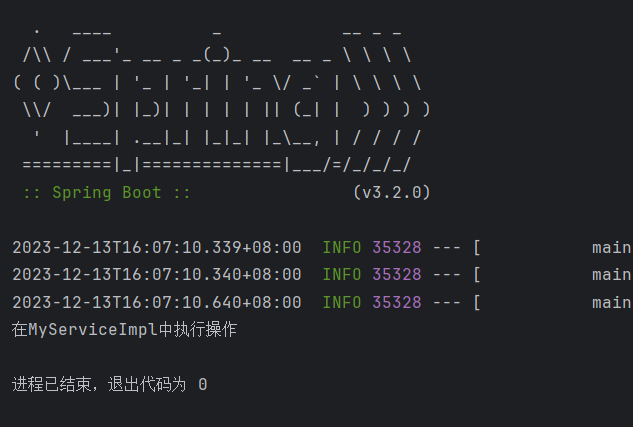 .   ____          _            __ _ _
 /\\ / ___'_ __ _ _(_)_ __  __ _ \ \ \ \
( ( )\___ | '_ | '_| | '_ \/ _` | \ \ \ \
 \\/  ___)| |_)| | | | | || (_| |  ) ) ) )
  '  |____| .__|_| |_|_| |_\__, | / / / /
 =========|_|==============|___/=/_/_/_/
 :: Spring Boot ::                (v3.2.0)
2023-12-13T16:07:10.339+08:00  INFO 35328 --- [           main
2023-12-13T16:07:10.340+08:00  INFO 35328 --- [           main
2023-12-13T16:07:10.640+08:00  INFO 35328 --- [           main
在MyServiceImpl中执行操作
进程已结束，退出代码为 0